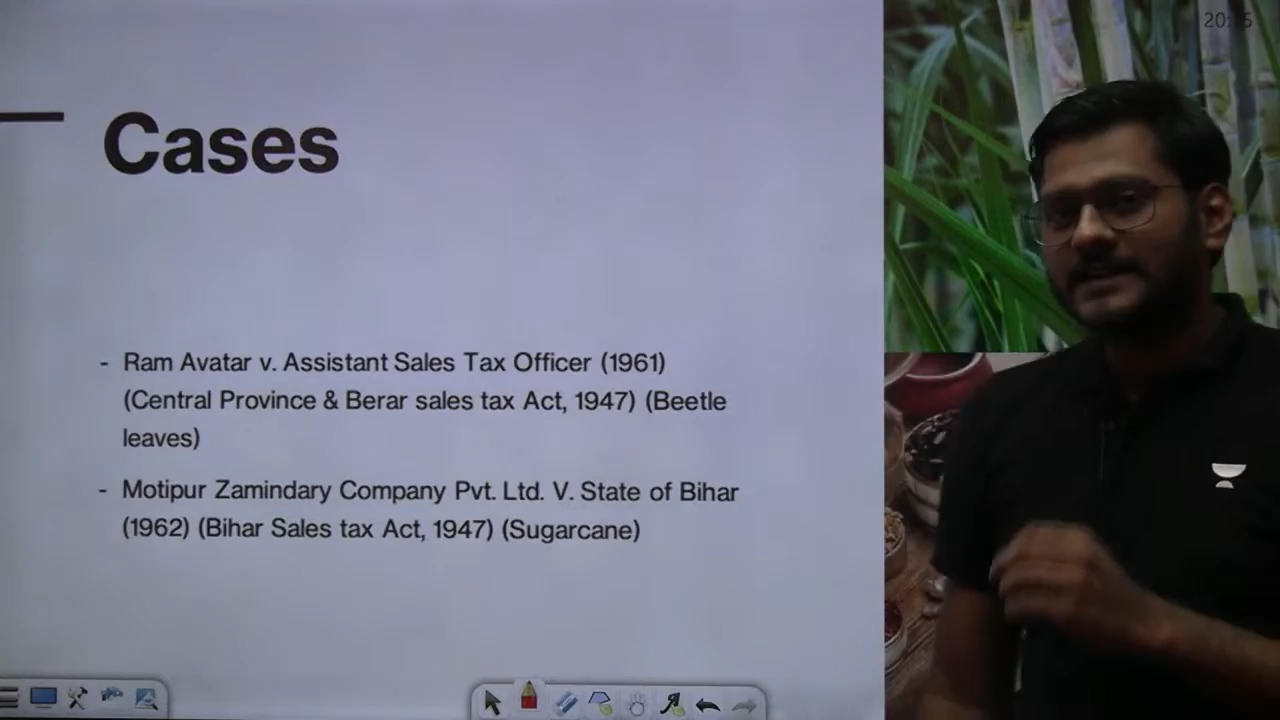 Cases
- Ram Avatar v. Assistant Sales Tax Officer (1961)
(Central Province & Berar sales tax Act, 1947) (Beetle
leaves)
- Motipur Zamindary Company Pvt. Ltd. V. State of Bihar
(1962) (Bihar Sales tax Act, 1947) (Sugarcane)